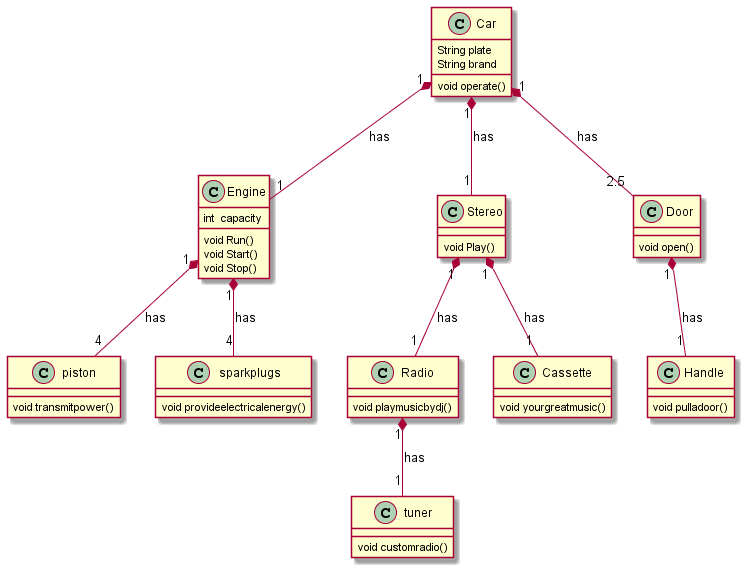 C Car
String plate
String brand
void operate()
1 1 1
has has has
1 1 2.5
C Engine
int capacity
void Run()
void Start()
void Stop()
C Stereo
void Play()
C Door
void open()
1 1 1 1 1
has has has has has
4 4 1 1 1
C piston
void transmitpower()
C sparkplugs
void provideelectricalenergy()
C Radio
void playmusicbydj()
C Cassette
void yourgreatmusic()
C Handle
void pulladoor()
1
has
1
C tuner
void customradio()